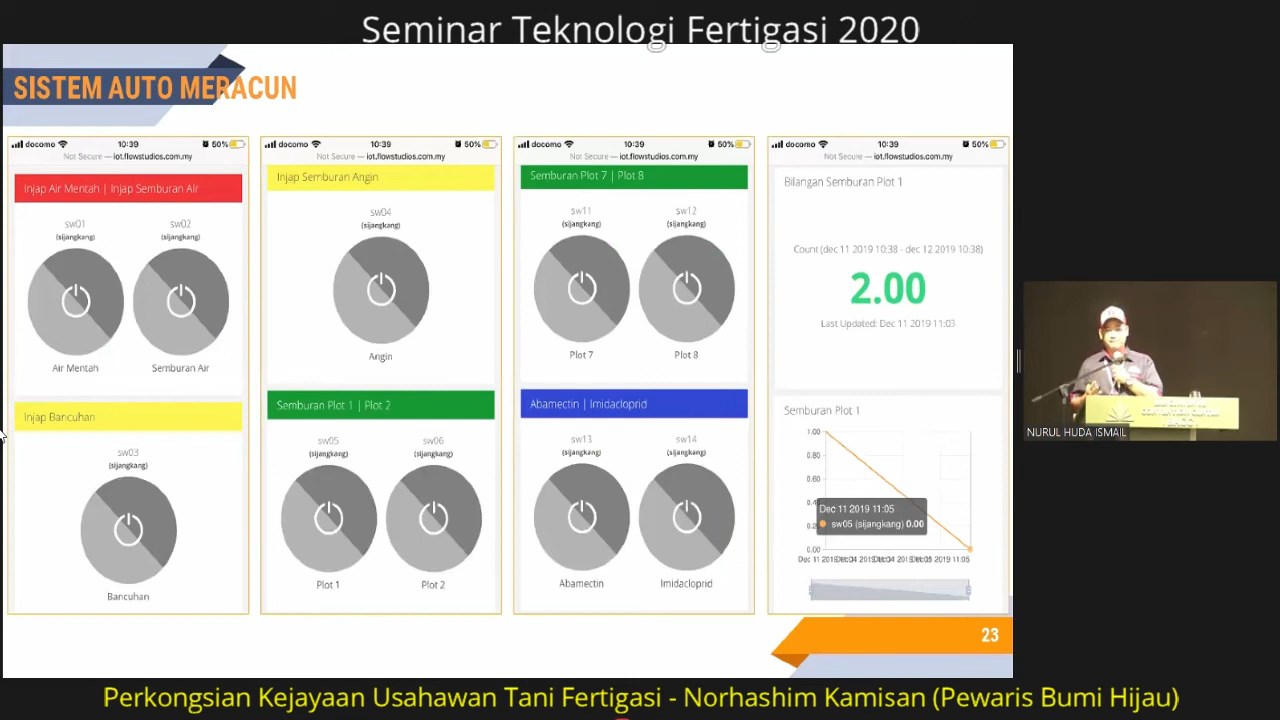 Seminar Teknologi Fertigasi 2020
SISTEM AUTO MERACUN
docomo 10:39 50%
Not Secure — iot.flowstudios.com.my
Injap Air Mentah | Injap Semburan Air
sw01
(sijangkang)
sw02
(sijangkang)
Air Mentah
Semburan Air
Injap Bancuhan
sw03
(sijangkang)
Bancuhan
docomo 10:39 50%
Not Secure — iot.flowstudios.com.my
Injap Semburan Angin
sw04
(sijangkang)
Angin
Semburan Plot 1 | Plot 2
sw05
(sijangkang)
sw06
(sijangkang)
Plot 1
Plot 2
docomo 10:39 50%
Not Secure — iot.flowstudios.com.my
Semburan Plot 7 | Plot 8
sw11
(sijangkang)
sw12
(sijangkang)
Plot 7
Plot 8
Abamectin | Imidacloprid
sw13
(sijangkang)
sw14
(sijangkang)
Abamectin
Imidacloprid
docomo 10:39 50%
Not Secure — iot.flowstudios.com.my
Bilangan Semburan Plot 1
Count (dec 11 2019 10:38 - dec 12 2019 10:38)
2.00
Last Updated: Dec 11 2019 11:03
Semburan Plot 1
1.00
0.80
0.60
Dec 11 2019 11:05
sw05 (sijangkang) 0.00
0.00
23
NURUL HUDA ISMAIL
Perkongsian Kejayaan Usahawan Tani Fertigasi - Norhashim Kamisan (Pewaris Bumi Hijau)